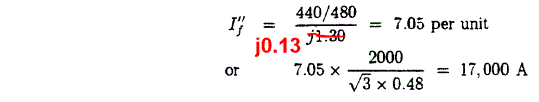 I''f = 440/480 / j1.30 = 7.05 per unit
j0.13
or 7.05 × 2000 / √3 × 0.48 = 17,000 A